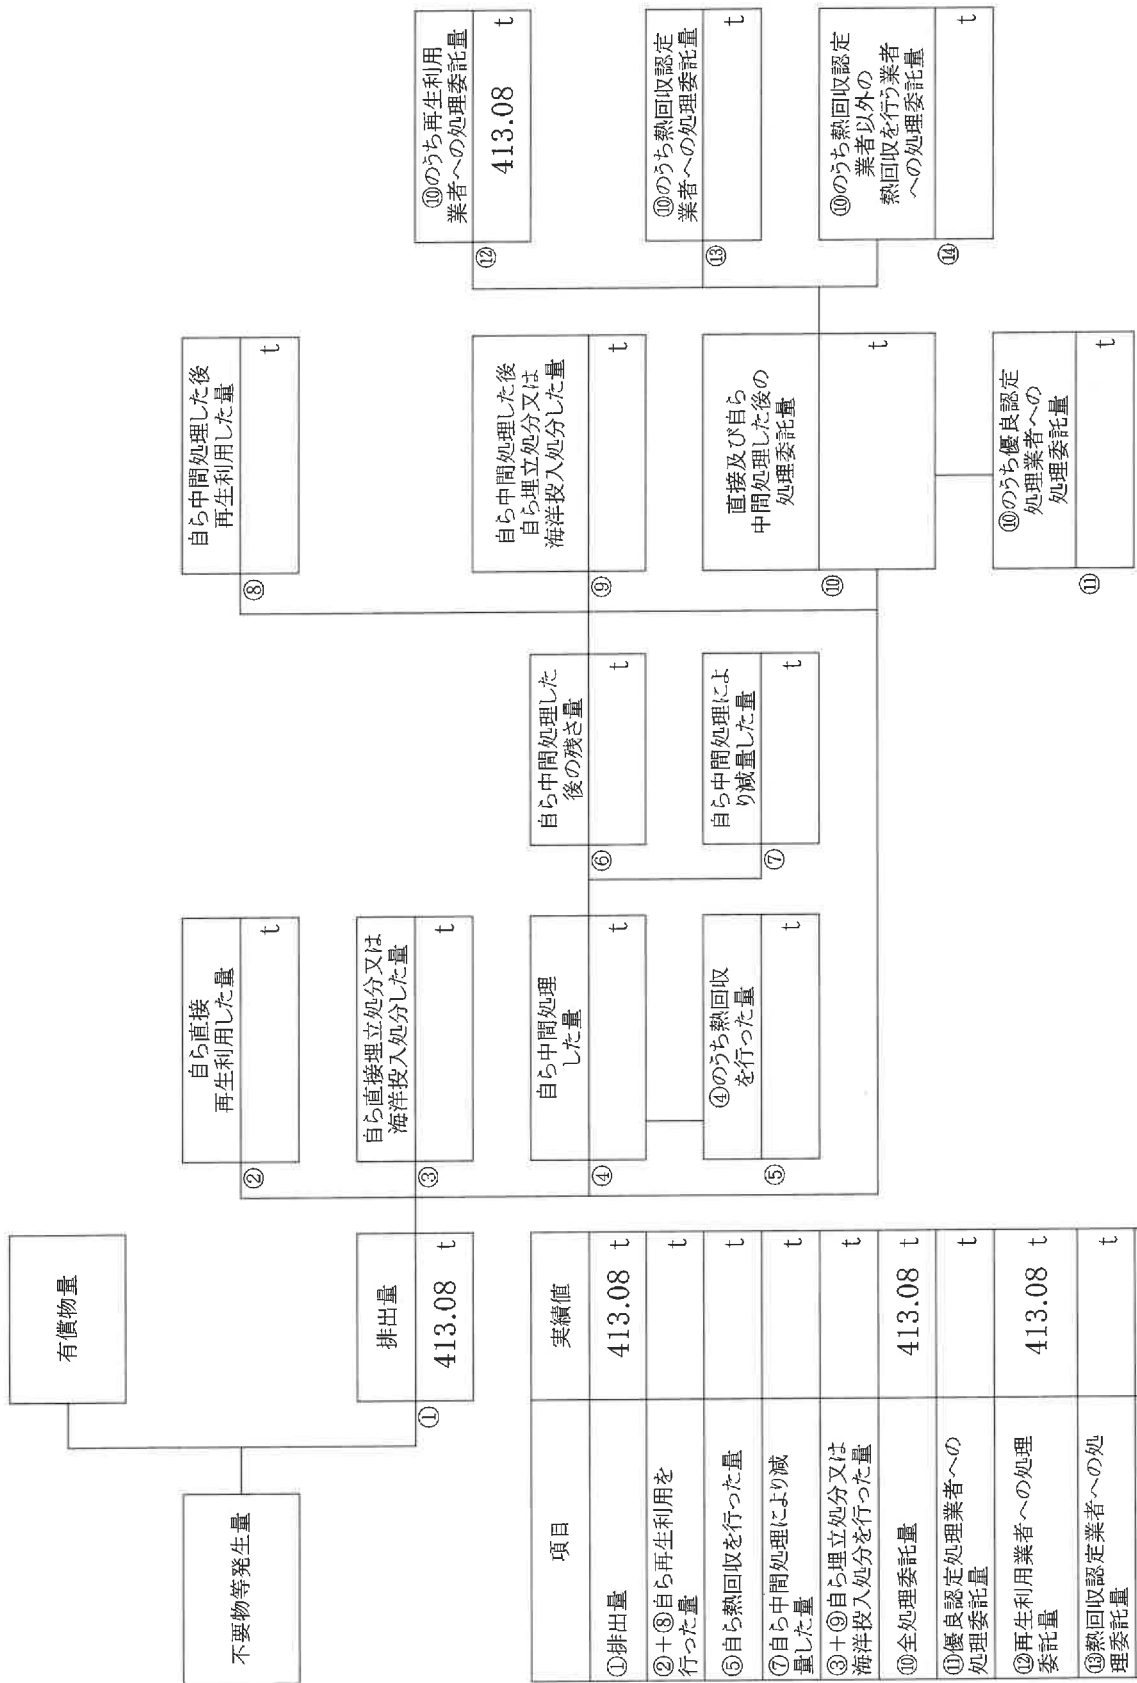 有償物量
不要物等発生量
排出量
① 413.08 t
自ら直接
再生利用した量
② t
自ら直接埋立処分又は
海洋投入処分した量
③ t
自ら中間処理
した量
④ t
④のうち熱回収
を行った量
⑤ t
自ら中間処理した
後の残さ量
⑥ t
自ら中間処理によ
り減量した量
⑦ t
自ら中間処理した後
再生利用した量
⑧ t
自ら中間処理した後
自ら埋立処分又は
海洋投入処分した量
⑨ t
直接及び自ら
中間処理した後の
処理委託量
⑩ t
⑩のうち優良認定
処理業者への
処理委託量
⑪ t
⑩のうち再生利用
業者への処理委託量
⑫ 413.08 t
⑩のうち熱回収認定
業者への処理委託量
⑬ t
⑩のうち熱回収認定
業者以外の
熱回収を行う業者
への処理委託量
⑭ t
項目 実績値
①排出量 413.08 t
②+⑧自ら再生利用を
行った量 t
⑤自ら熱回収を行った量 t
⑦自ら中間処理により減
量した量 t
③+⑨自ら埋立処分又は
海洋投入処分を行った量 t
⑩全処理委託量 413.08 t
⑪優良認定処理業者への
処理委託量 t
⑫再生利用業者への処理
委託量 413.08 t
⑬熱回収認定業者への処
理委託量 t